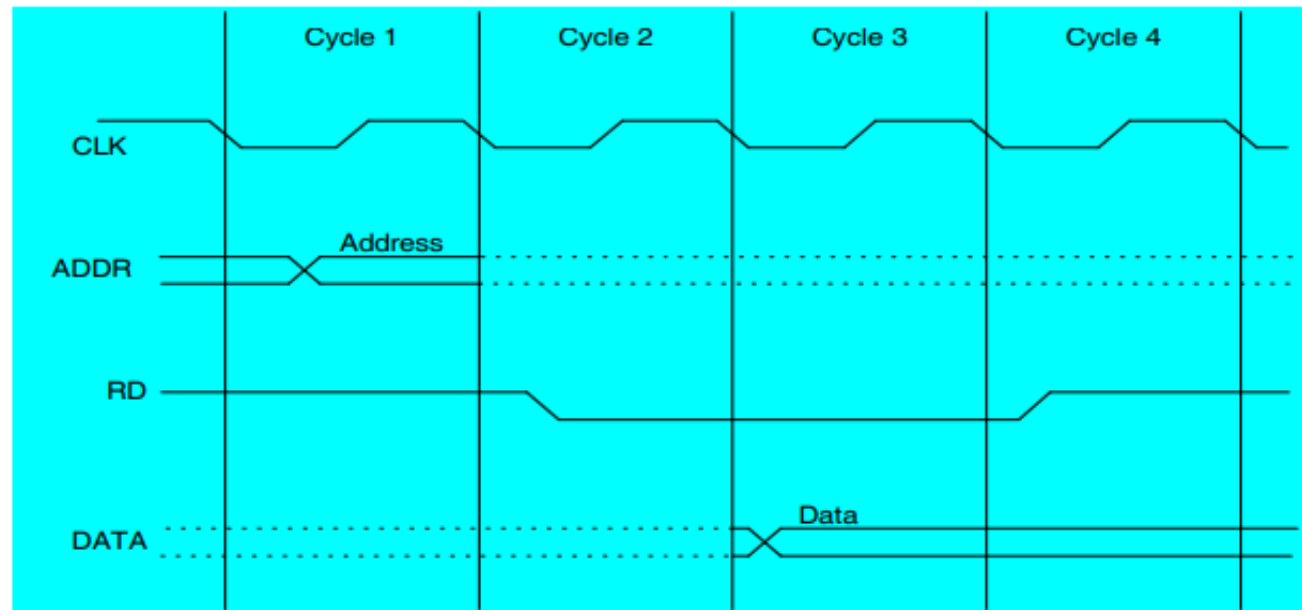 Cycle 1 Cycle 2 Cycle 3 Cycle 4
CLK
Address
ADDR
RD
Data
DATA